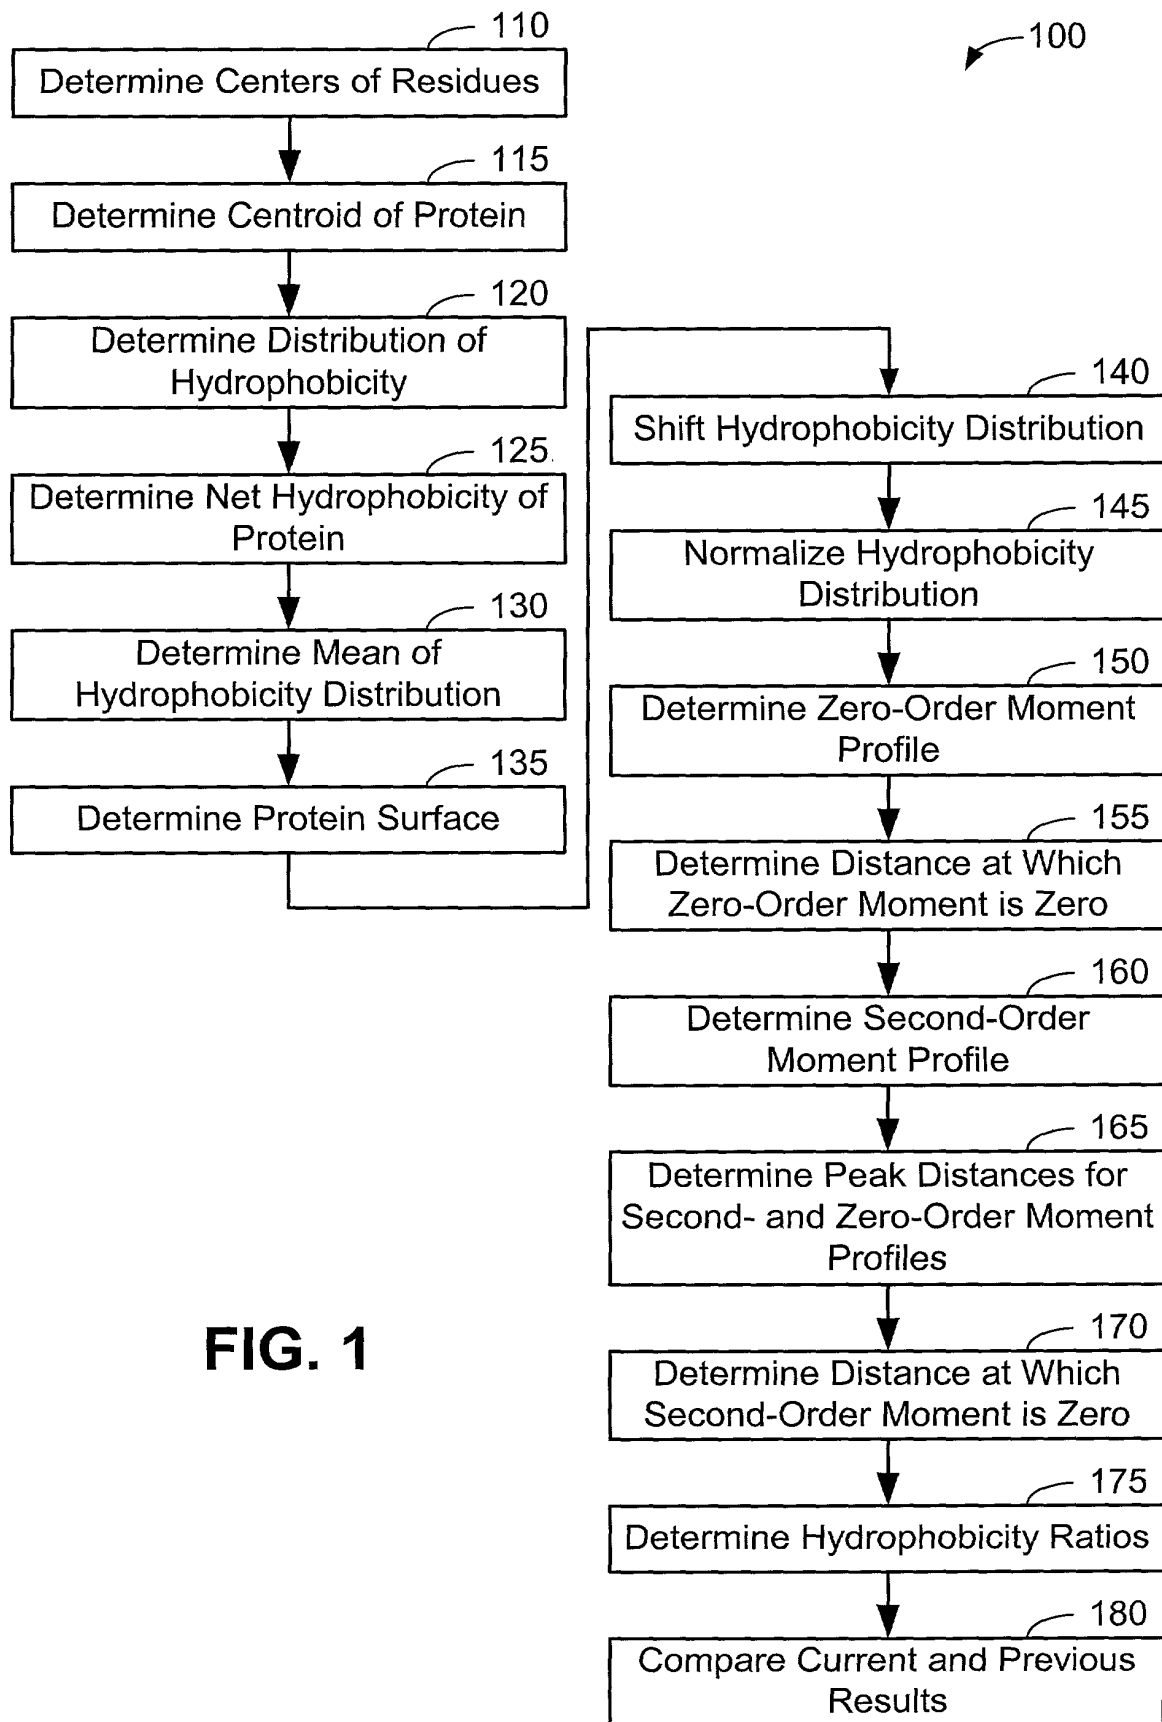 100
110
Determine Centers of Residues
115
Determine Centroid of Protein
120
Determine Distribution of
Hydrophobicity
125
Determine Net Hydrophobicity of
Protein
130
Determine Mean of
Hydrophobicity Distribution
135
Determine Protein Surface
140
Shift Hydrophobicity Distribution
145
Normalize Hydrophobicity
Distribution
150
Determine Zero-Order Moment
Profile
155
Determine Distance at Which
Zero-Order Moment is Zero
160
Determine Second-Order
Moment Profile
165
Determine Peak Distances for
Second- and Zero-Order Moment
Profiles
170
Determine Distance at Which
Second-Order Moment is Zero
175
Determine Hydrophobicity Ratios
180
Compare Current and Previous
Results
FIG. 1